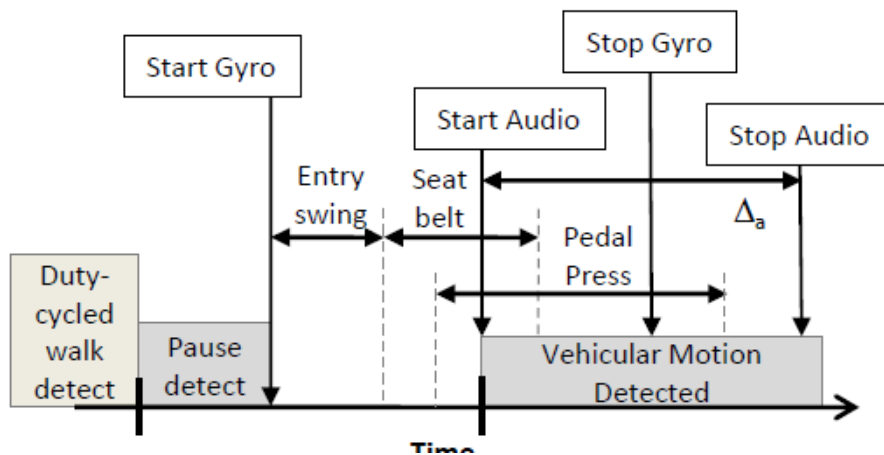 Stop Gyro
Start Gyro
Start Audio
Stop Audio
Entry
swing
Seat
belt
Δa
Pedal
Press
Duty-
cycled
walk
detect
Pause
detect
Vehicular Motion
Detected
Time